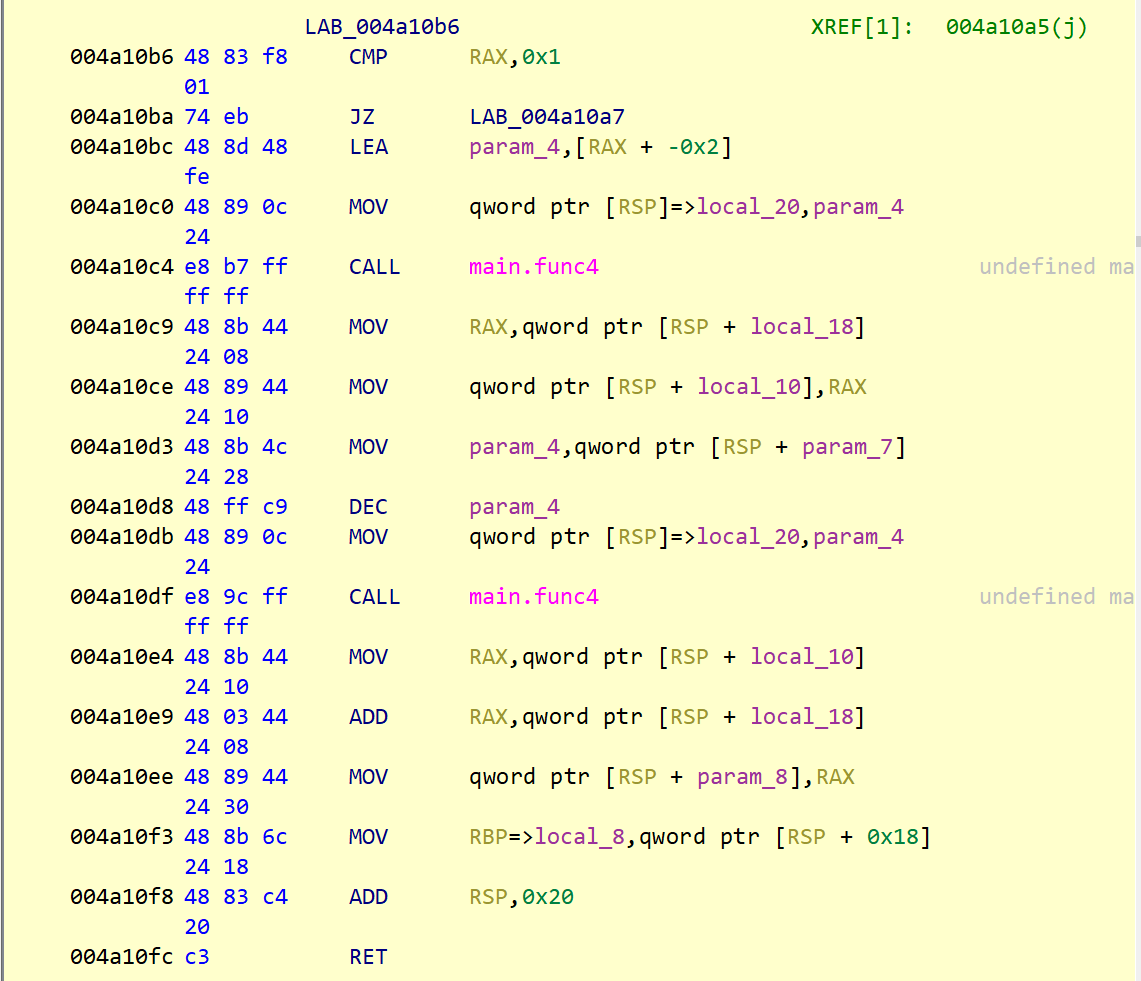 LAB_004a10b6 XREF[1]: 004a10a5(j)
004a10b6 48 83 f8 CMP RAX,0x1
01
004a10ba 74 eb JZ LAB_004a10a7
004a10bc 48 8d 48 LEA param_4,[RAX + -0x2]
fe
004a10c0 48 89 0c MOV qword ptr [RSP]=>local_20,param_4
24
004a10c4 e8 b7 ff CALL main.func4 undefined ma
ff ff
004a10c9 48 8b 44 MOV RAX,qword ptr [RSP + local_18]
24 08
004a10ce 48 89 44 MOV qword ptr [RSP + local_10],RAX
24 10
004a10d3 48 8b 4c MOV param_4,qword ptr [RSP + param_7]
24 28
004a10d8 48 ff c9 DEC param_4
004a10db 48 89 0c MOV qword ptr [RSP]=>local_20,param_4
24
004a10df e8 9c ff CALL main.func4 undefined ma
ff ff
004a10e4 48 8b 44 MOV RAX,qword ptr [RSP + local_10]
24 10
004a10e9 48 03 44 ADD RAX,qword ptr [RSP + local_18]
24 08
004a10ee 48 89 44 MOV qword ptr [RSP + param_8],RAX
24 30
004a10f3 48 8b 6c MOV RBP=>local_8,qword ptr [RSP + 0x18]
24 18
004a10f8 48 83 c4 ADD RSP,0x20
20
004a10fc c3 RET